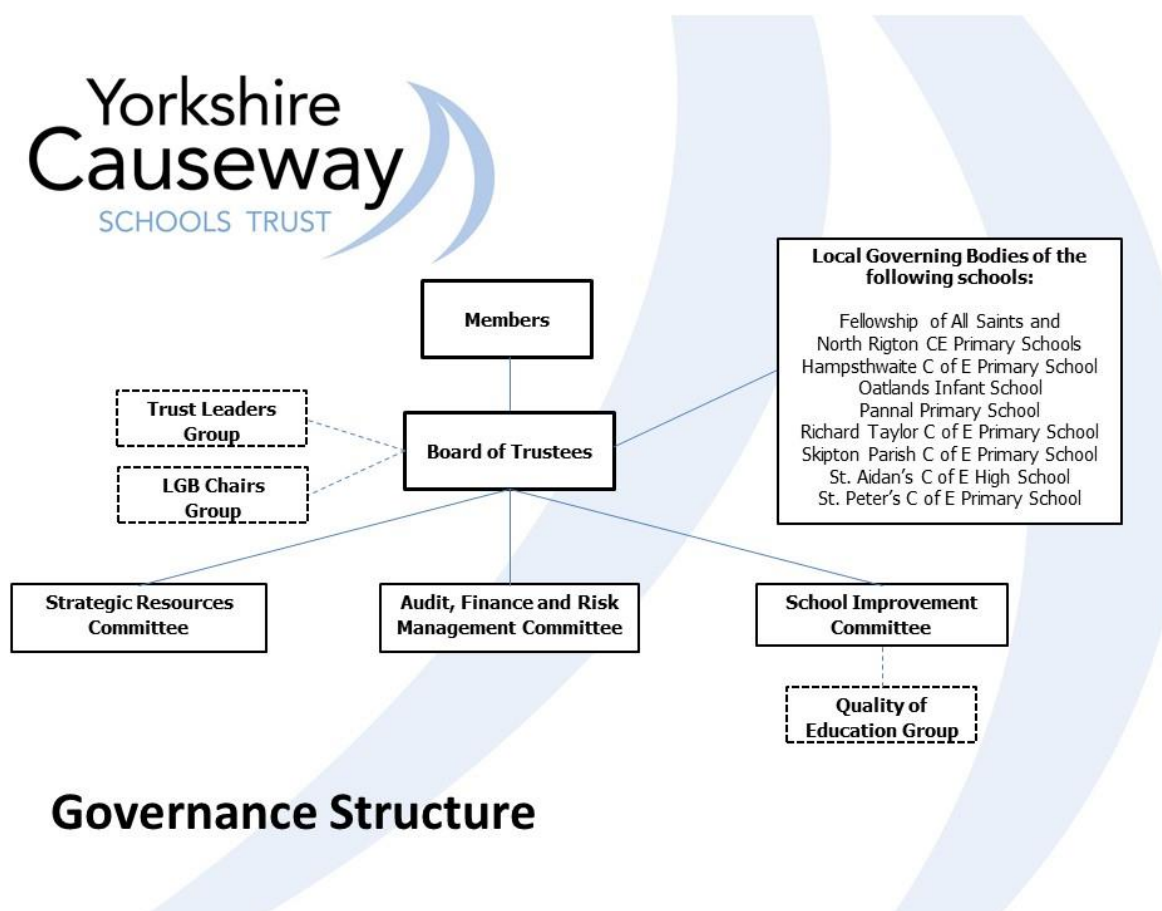 Yorkshire
Causeway
SCHOOLS TRUST
Local Governing Bodies of the
following schools:
Fellowship of All Saints and
North Rigton CE Primary Schools
Hampsthwaite C of E Primary School
Oatlands Infant School
Pannal Primary School
Richard Taylor C of E Primary School
Skipton Parish C of E Primary School
St. Aidan's C of E High School
St. Peter's C of E Primary School
Members
Trust Leaders
Group
Board of Trustees
LGB Chairs
Group
Strategic Resources
Committee
Audit, Finance and Risk
Management Committee
School Improvement
Committee
Quality of
Education Group
Governance Structure